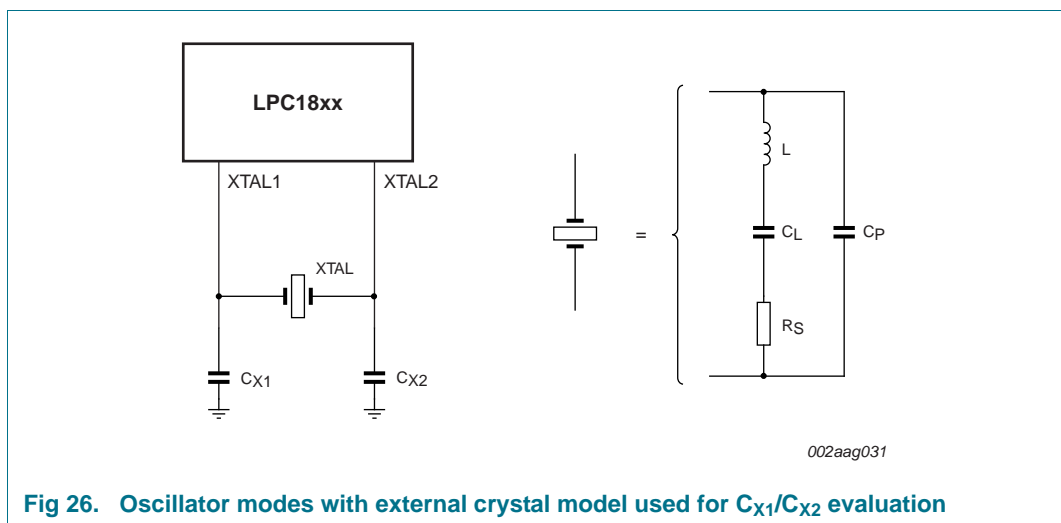 LPC18xx
XTAL1
XTAL2
XTAL
CX1
CX2
=
L
CL
CP
RS
002aag031
Fig 26. Oscillator modes with external crystal model used for CX1/CX2 evaluation